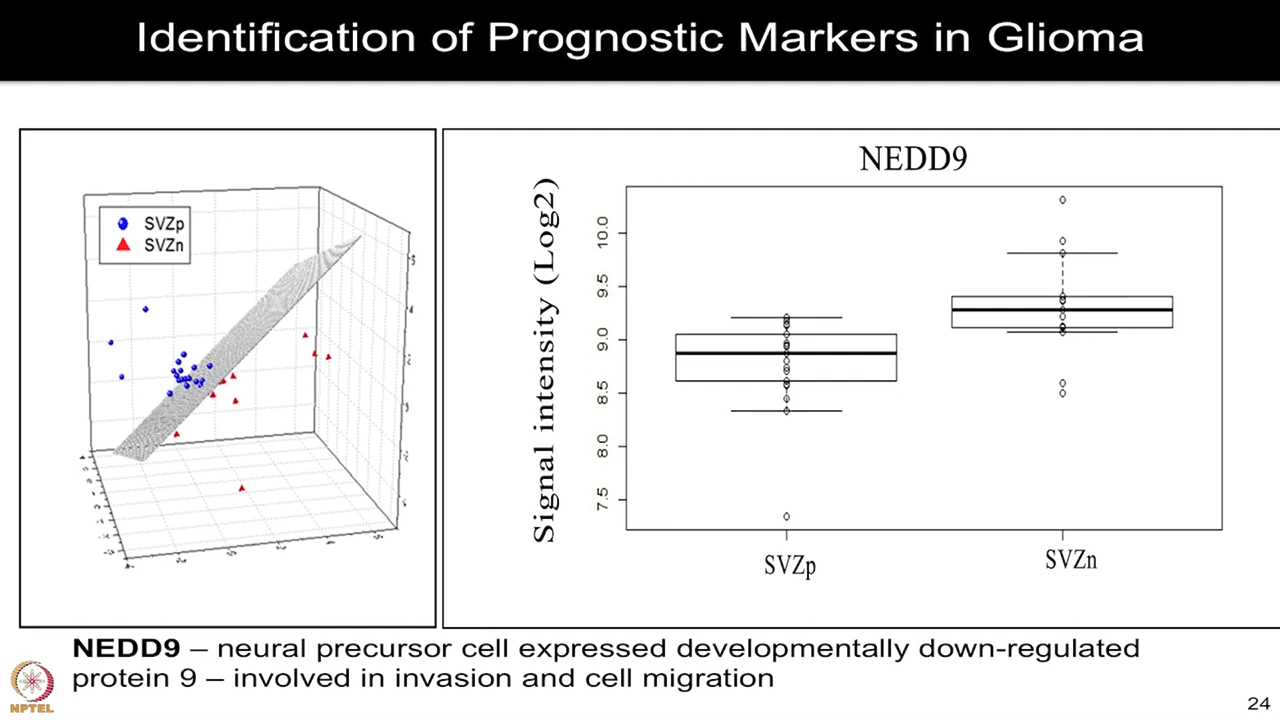 Identification of Prognostic Markers in Glioma
SVZp
SVZn
NEDD9
Signal intensity (Log2)
10.0
9.5
9.0
8.5
8.0
7.5
SVZp
SVZn
NEDD9 – neural precursor cell expressed developmentally down-regulated
protein 9 – involved in invasion and cell migration
NPTEL
24